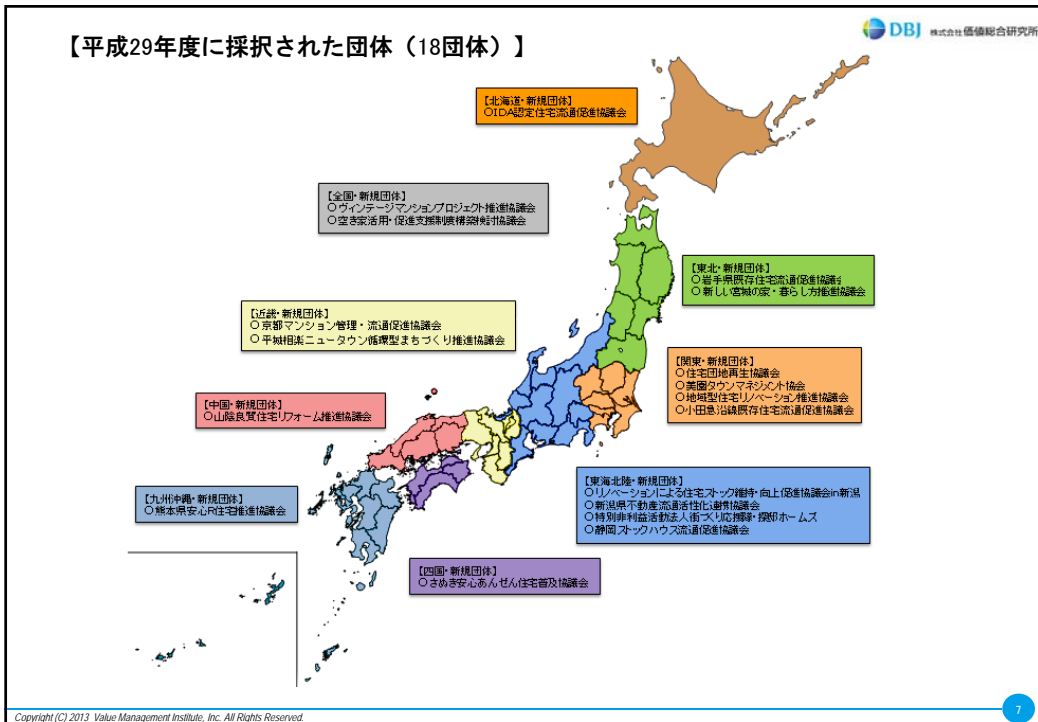 【平成29年度に採択された団体（18団体）】
DBJ 株式会社価値総合研究所
【北海道・新規団体】
○IDA認定住宅流通促進協議会
【全国・新規団体】
○ヴィンテージマンションプロジェクト推進協議会
○空き家活用・促進支援制度構築検討協議会
【東北・新規団体】
○岩手県既存住宅流通促進協議
○新しい宮城の家・暮らし方推進協議会
【近畿・新規団体】
○京都マンション管理・流通促進協議会
○平城相楽ニュータウン循環型まちづくり推進協議会
【関東・新規団体】
○住宅団地再生協議会
○美園タウンマネジメント協会
○地域型住宅リノベーション推進協議会
○小田急沿線既存住宅流通促進協議会
【中国・新規団体】
○山陰良質住宅リフォーム推進協議会
【東海北陸・新規団体】
○リノベーションによる住宅ストック維持・向上促進協議会in新潟
○新潟県不動産流通活性化連携協議会
○特別非利益活動法人街づくり応援隊・探邸ホームズ
○静岡ストックハウス流通促進協議会
【九州沖縄・新規団体】
○熊本県安心R住宅推進協議会
【四国・新規団体】
○さぬき安心あんぜん住宅普及協議会
Copyright (C) 2013 Value Management Institute, Inc. All Rights Reserved.
7